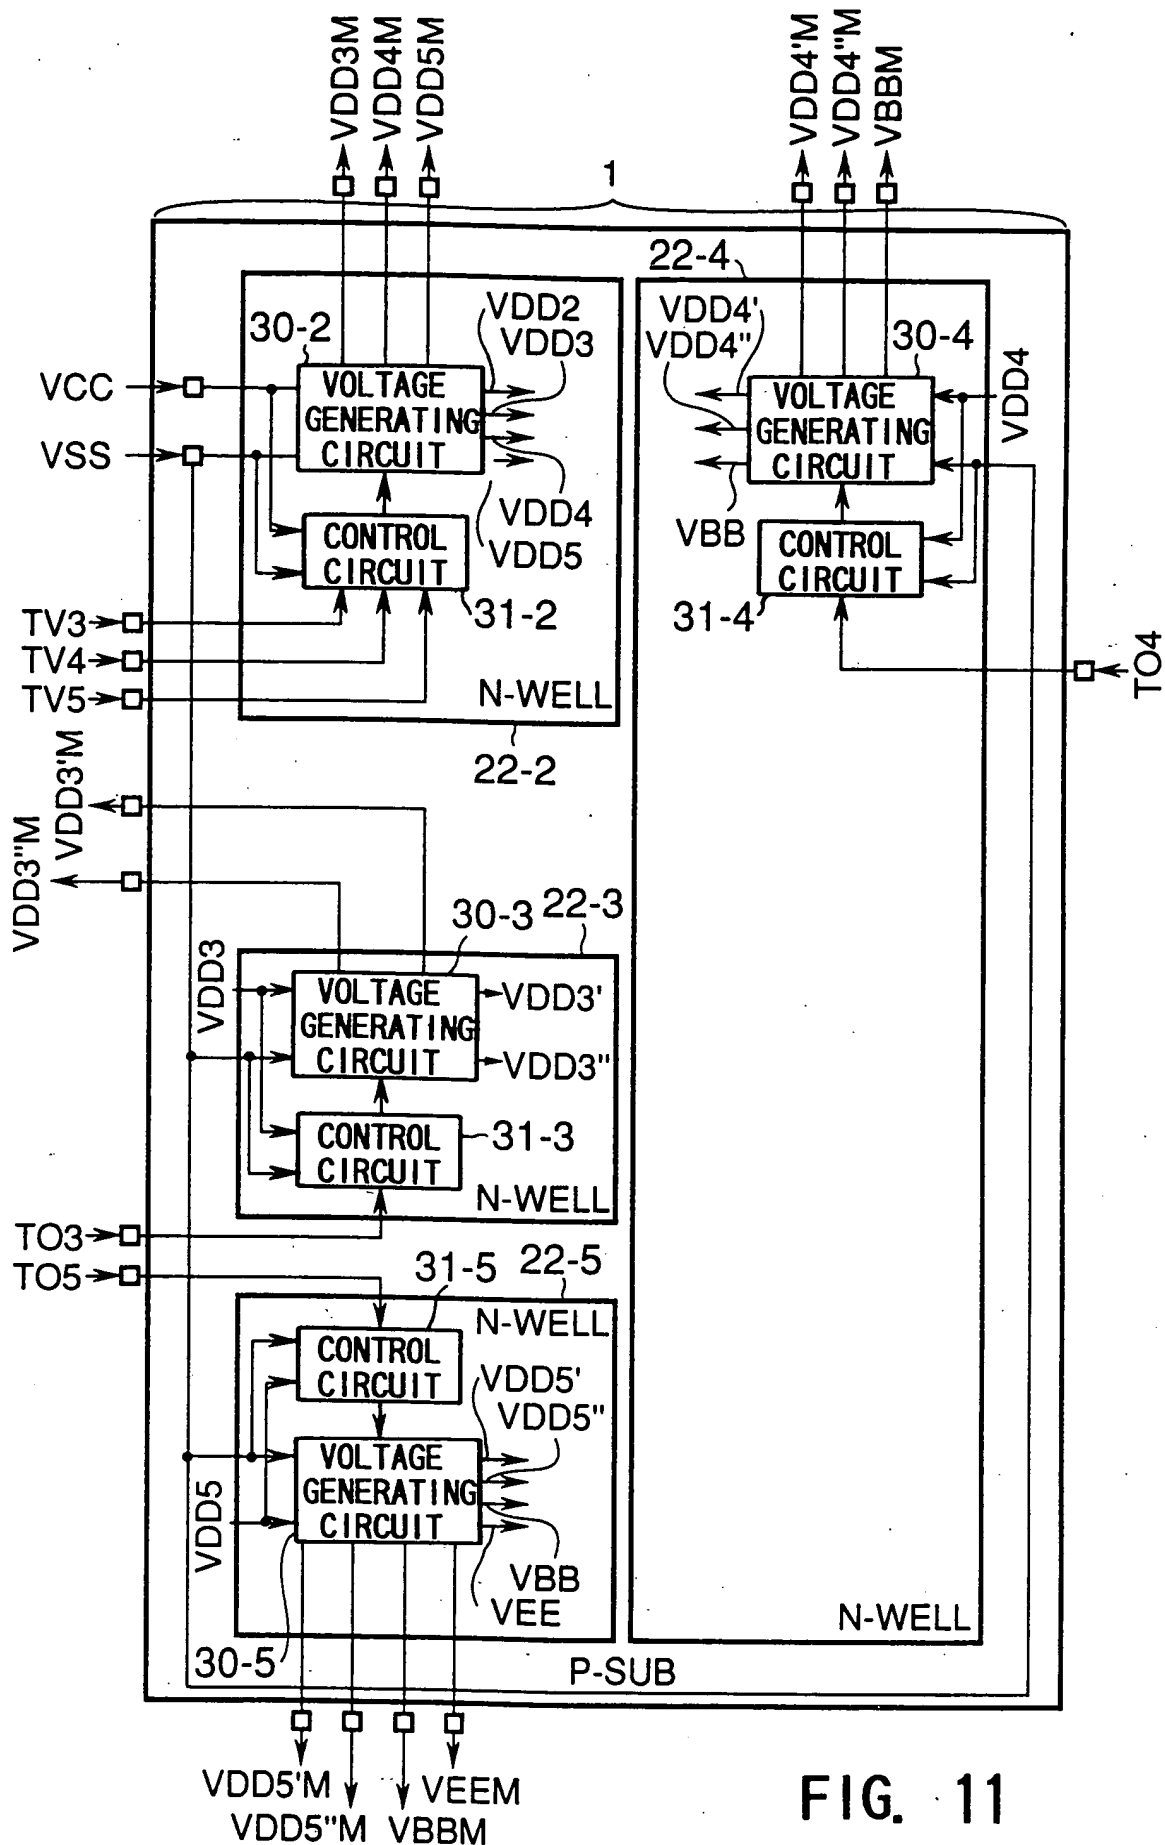 VDD3M
VDD4M
VDD5M
VDD4'M
VDD4"M
VBBM
1
22-4
30-2
VDD2
VDD3
VDD4'
VDD4"
30-4
VCC
VOLTAGE
GENERATING
CIRCUIT
VOLTAGE
GENERATING
CIRCUIT
VDD4
VSS
VDD4
VDD5
VBB
CONTROL
CIRCUIT
CONTROL
CIRCUIT
31-2
31-4
TV3
TV4
TV5
N-WELL
TO4
22-2
VDD3'M
VDD3"M
30-3
22-3
VDD3
VOLTAGE
GENERATING
CIRCUIT
VDD3'
VDD3"
CONTROL
CIRCUIT
31-3
N-WELL
TO3
TO5
31-5
22-5
N-WELL
CONTROL
CIRCUIT
VDD5'
VDD5"
VOLTAGE
GENERATING
CIRCUIT
VDD5
VBB
VEE
N-WELL
30-5
P-SUB
VDD5'M
VEEM
VDD5"M
VBBM
FIG. 11